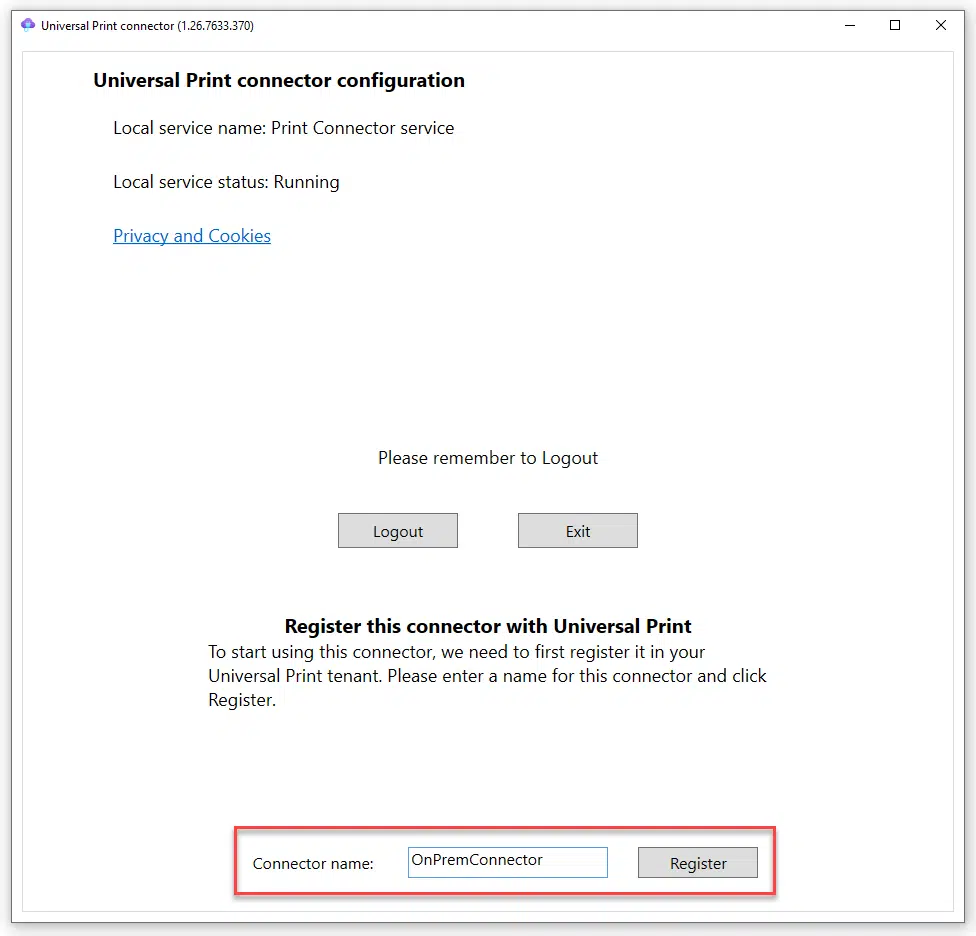 Universal Print connector (1.26.7633.370)
Universal Print connector configuration
Local service name: Print Connector service
Local service status: Running
Privacy and Cookies
Please remember to Logout
Logout
Exit
Register this connector with Universal Print
To start using this connector, we need to first register it in your
Universal Print tenant. Please enter a name for this connector and click
Register.
Connector name:
OnPremConnector
Register